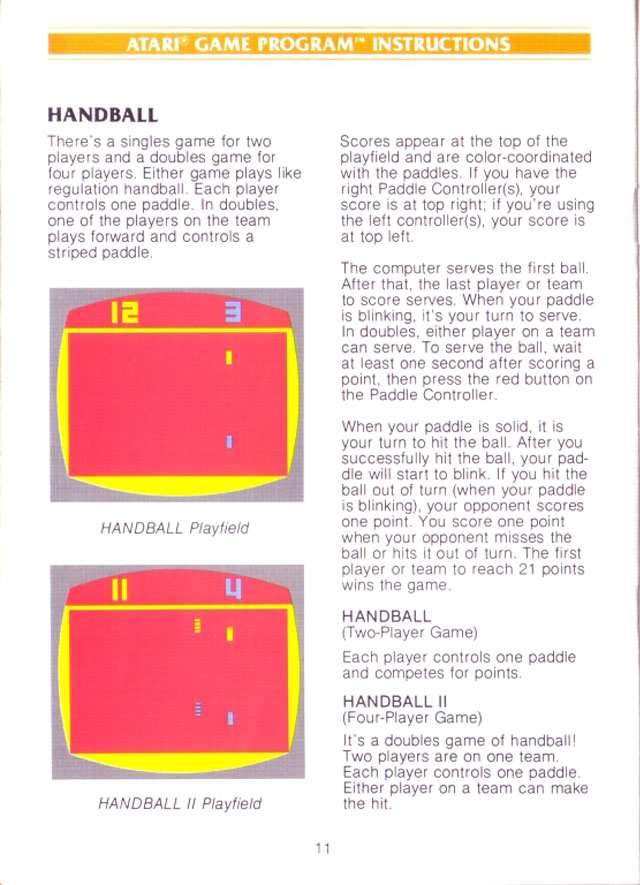 ATARI® GAME PROGRAM™ INSTRUCTIONS
HANDBALL
There's a singles game for two
players and a doubles game for
four players. Either game plays like
regulation handball. Each player
controls one paddle. In doubles,
one of the players on the team
plays forward and controls a
striped paddle.
12 3
HANDBALL Playfield
11 4
HANDBALL II Playfield
Scores appear at the top of the
playfield and are color-coordinated
with the paddles. If you have the
right Paddle Controller(s), your
score is at top right; if you're using
the left controller(s), your score is
at top left.
The computer serves the first ball.
After that, the last player or team
to score serves. When your paddle
is blinking, it's your turn to serve.
In doubles, either player on a team
can serve. To serve the ball, wait
at least one second after scoring a
point, then press the red button on
the Paddle Controller.
When your paddle is solid, it is
your turn to hit the ball. After you
successfully hit the ball, your pad-
dle will start to blink. If you hit the
ball out of turn (when your paddle
is blinking), your opponent scores
one point. You score one point
when your opponent misses the
ball or hits it out of turn. The first
player or team to reach 21 points
wins the game.
HANDBALL
(Two-Player Game)
Each player controls one paddle
and competes for points.
HANDBALL II
(Four-Player Game)
It's a doubles game of handball!
Two players are on one team.
Each player controls one paddle.
Either player on a team can make
the hit.
11